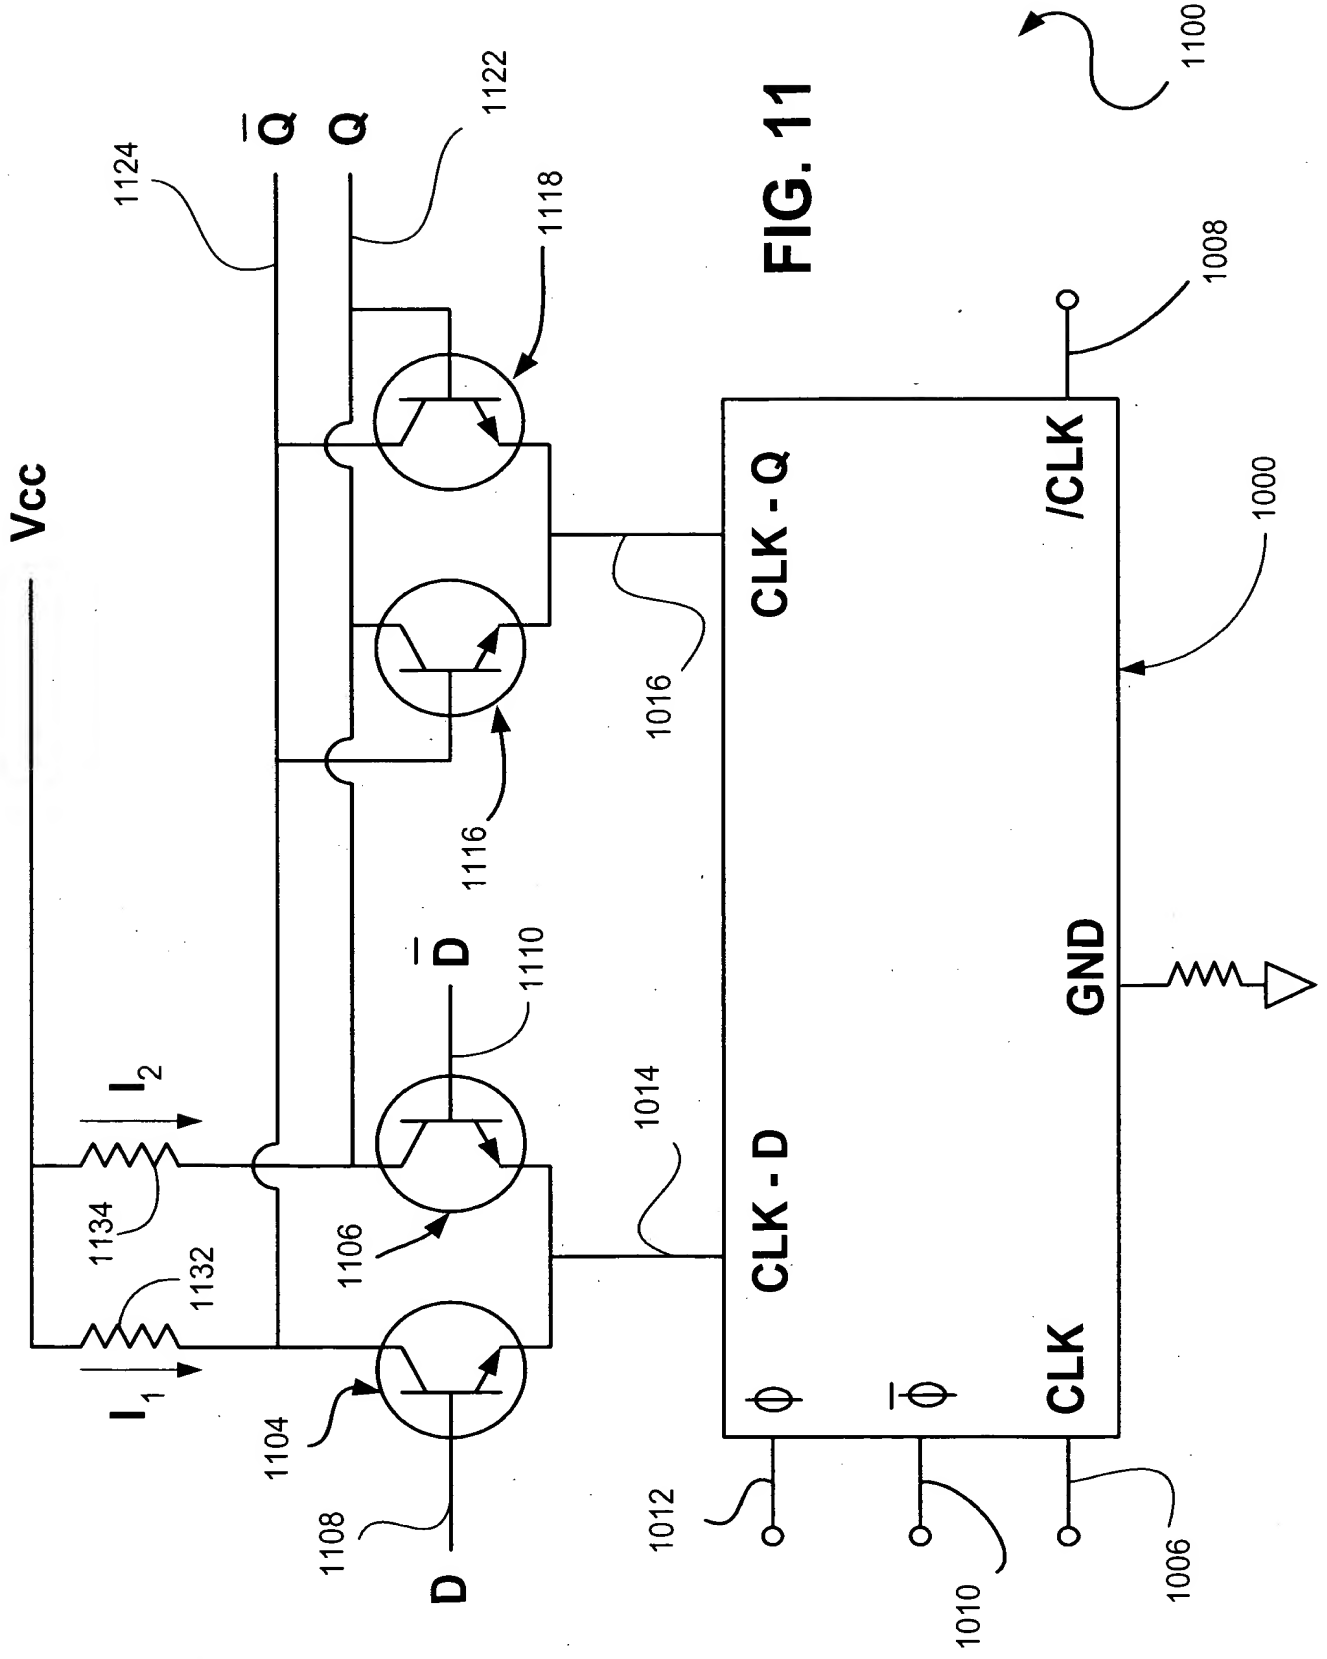 Vcc
I1
1132
1134
I2
1124
Q̅
Q
1122
1104
1106
D̅
1110
1116
1118
D
1108
1014
1016
FIG. 11
1012
ϕ
CLK - D
CLK - Q
1010
ϕ̅
1006
CLK
GND
/CLK
1008
1000
1100